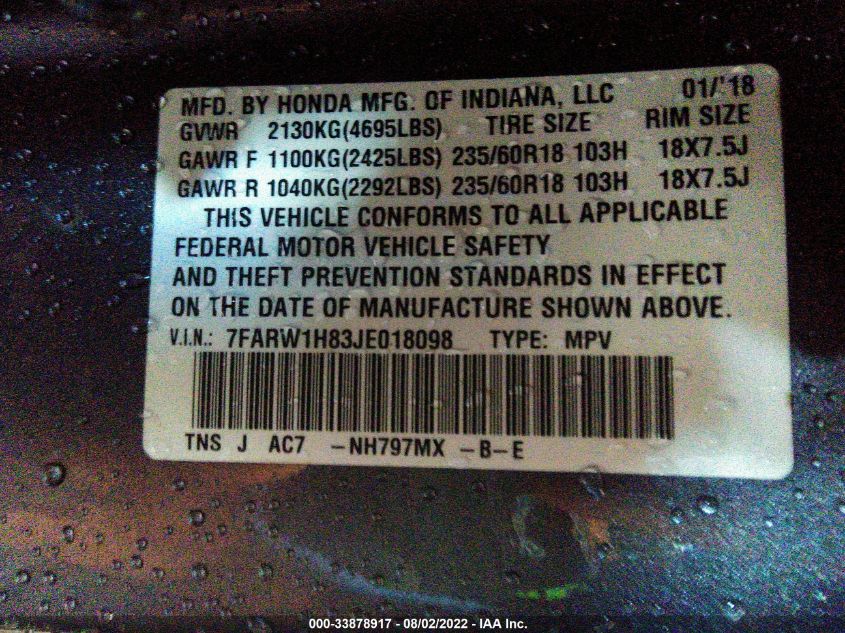 MFD. BY HONDA MFG. OF INDIANA, LLC 01/'18
GVWR 2130KG(4695LBS) TIRE SIZE RIM SIZE
GAWR F 1100KG(2425LBS) 235/60R18 103H 18X7.5J
GAWR R 1040KG(2292LBS) 235/60R18 103H 18X7.5J
THIS VEHICLE CONFORMS TO ALL APPLICABLE
FEDERAL MOTOR VEHICLE SAFETY
AND THEFT PREVENTION STANDARDS IN EFFECT
ON THE DATE OF MANUFACTURE SHOWN ABOVE.
V.I.N.: 7FARW1H83JE018098 TYPE: MPV
TNS J AC7 -NH797MX -B-E
000-33878917 - 08/02/2022 - IAA Inc.